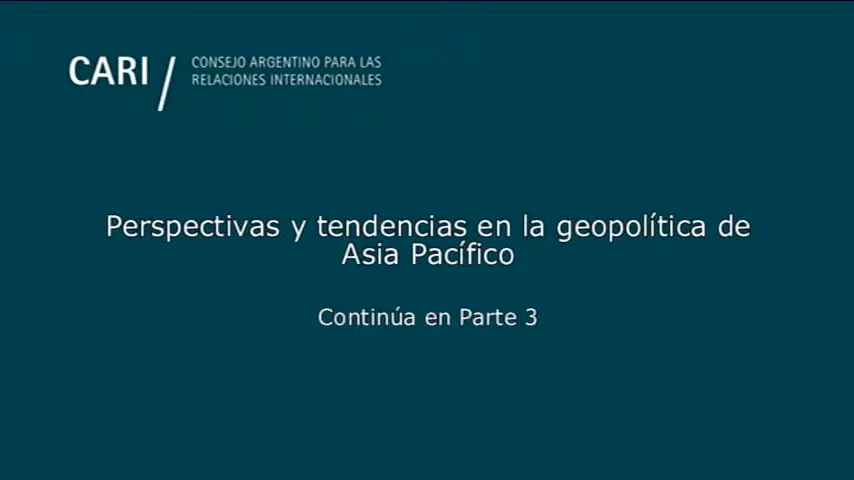 CARI/
CONSEJO ARGENTINO PARA LAS
RELACIONES INTERNACIONALES
Perspectivas y tendencias en la geopolítica de
Asia Pacífico
Continúa en Parte 3